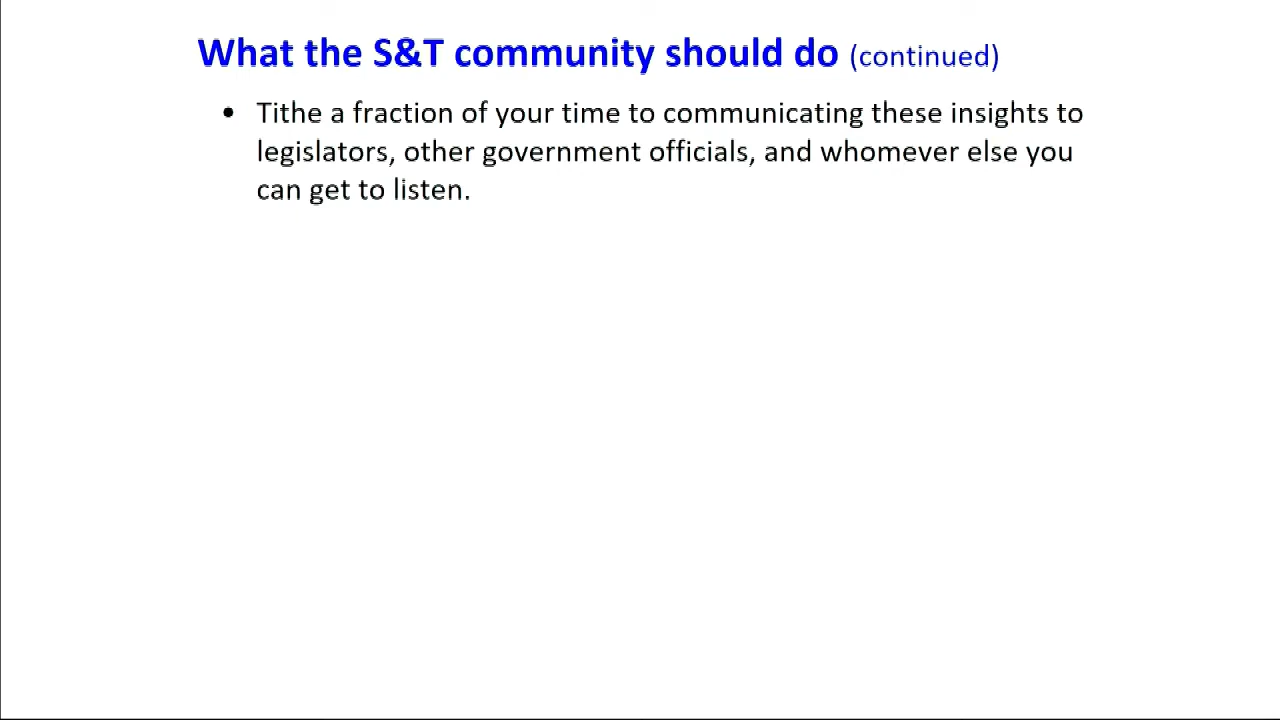 What the S&T community should do (continued)
• Tithe a fraction of your time to communicating these insights to
legislators, other government officials, and whomever else you
can get to listen.